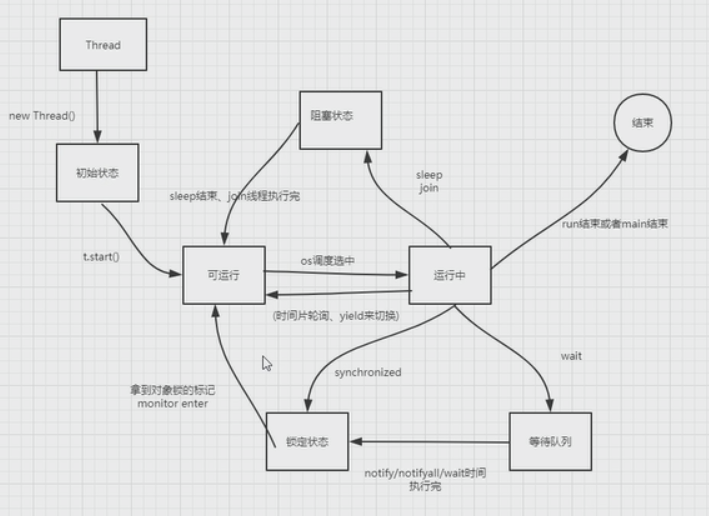 Thread
new Thread()
初始状态
t.start()
阻塞状态
sleep结束、join线程执行完
sleep
join
结束
run结束或者main结束
可运行
os调度选中
运行中
(时间片轮询、yield来切换)
synchronized
wait
拿到对象锁的标记
monitor enter
锁定状态
等待队列
notify/notifyall/wait时间
执行完